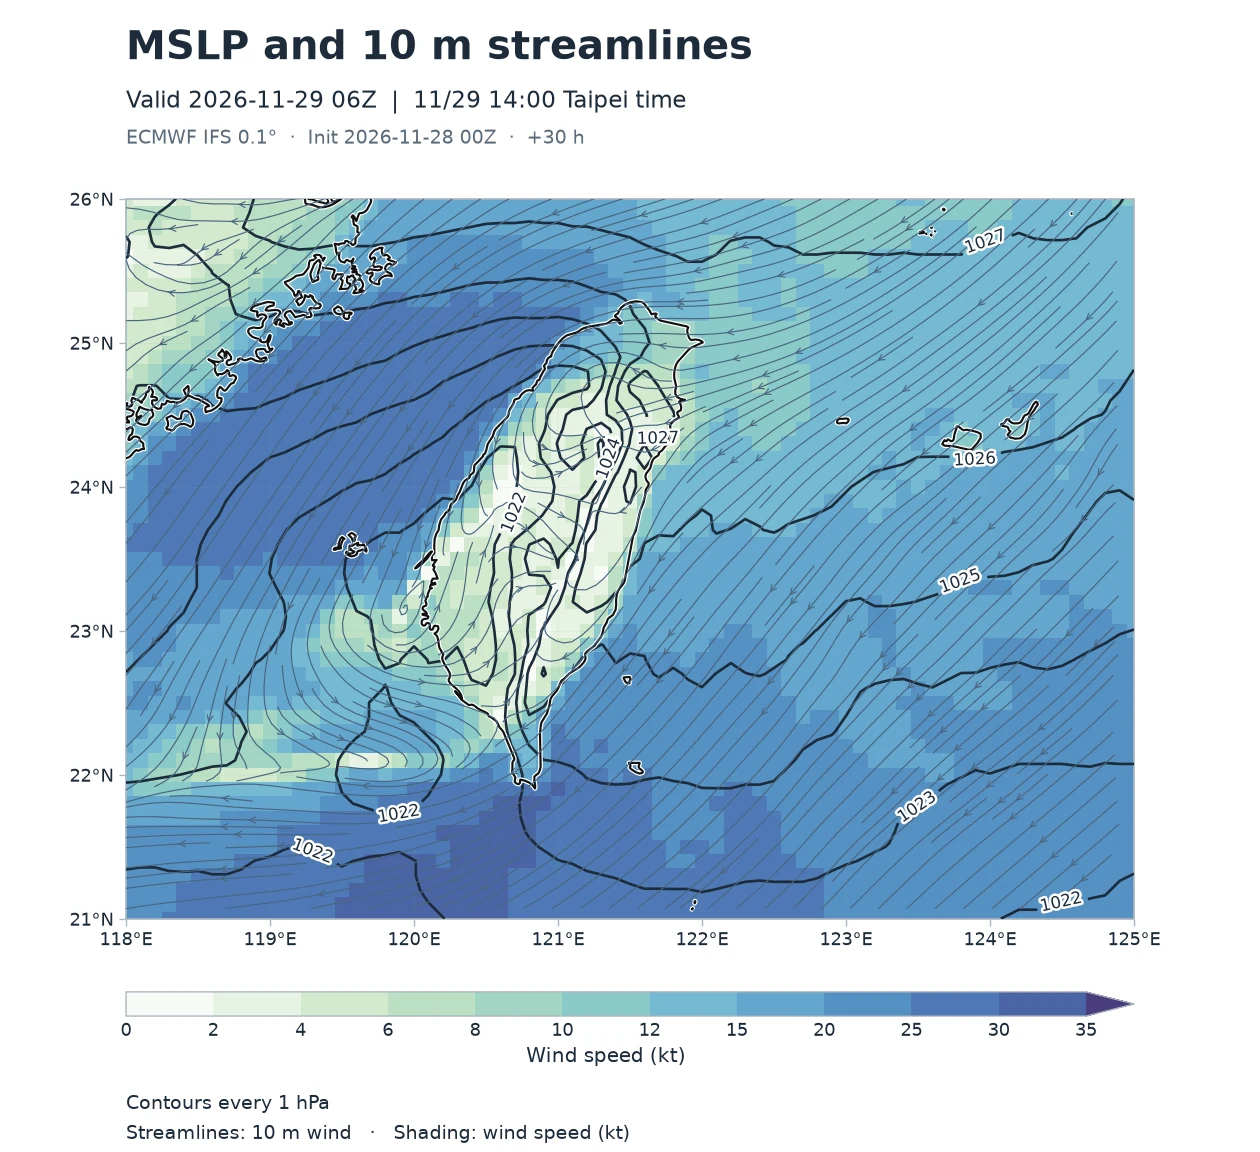 MSLP and 10 m streamlines
Valid 2026-11-29 06Z | 11/29 14:00 Taipei time
ECMWF IFS 0.1° · Init 2026-11-28 00Z · +30 h
26°N
1027
25°N
1027
1024
1026
24°N
1022
1025
23°N
22°N
1022
1023
1022
1022
21°N
118°E 119°E 120°E 121°E 122°E 123°E 124°E 125°E
0 2 4 6 8 10 12 15 20 25 30 35
Wind speed (kt)
Contours every 1 hPa
Streamlines: 10 m wind · Shading: wind speed (kt)